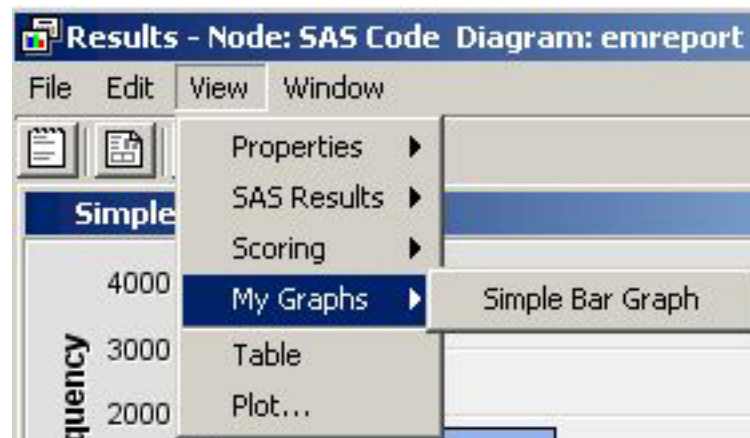 Results - Node: SAS Code Diagram: emreport
File Edit View Window
Properties
SAS Results
Simple
Scoring
4000
My Graphs
Simple Bar Graph
3000
Table
2000
Plot...